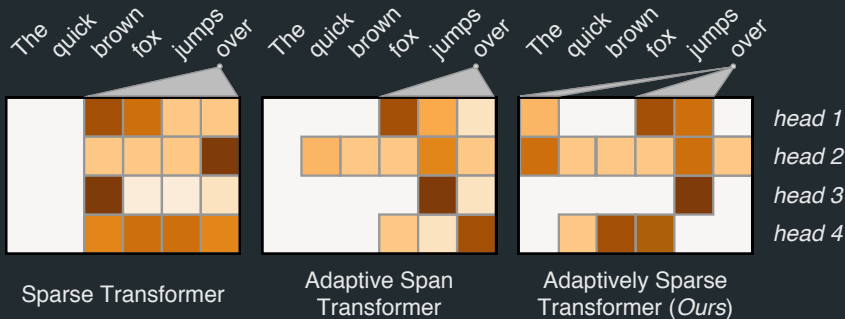 The quick brown fox jumps over
The quick brown fox jumps over
The quick brown fox jumps over
head 1
head 2
head 3
head 4
Sparse Transformer
Adaptive Span
Transformer
Adaptively Sparse
Transformer (Ours)